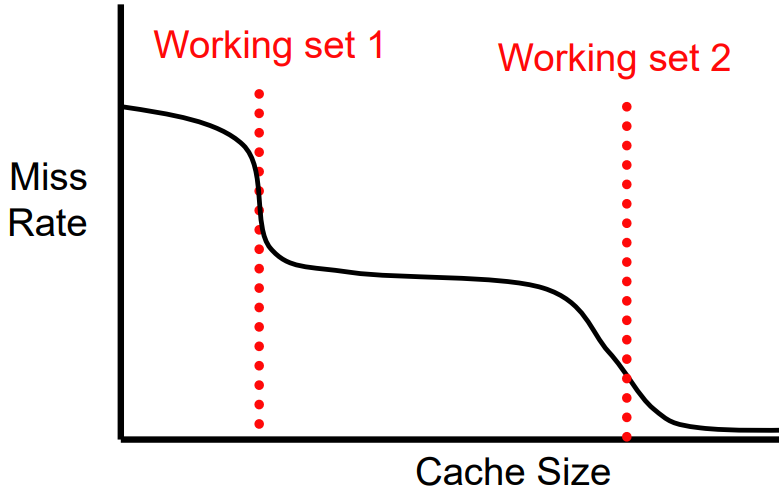 Working set 1
Working set 2
Miss
Rate
Cache Size